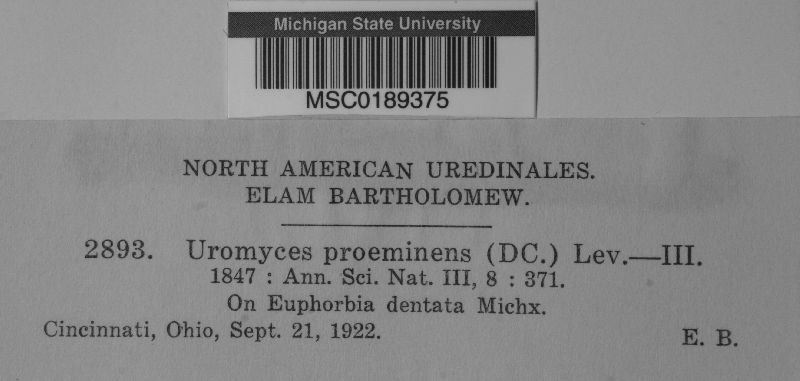 Michigan State University
MSC0189375
NORTH AMERICAN UREDINALES.
ELAM BARTHOLOMEW.
2893. Uromyces proeminens (DC.) Lev.—III.
1847 : Ann. Sci. Nat. III, 8 : 371.
On Euphorbia dentata Michx.
Cincinnati, Ohio, Sept. 21, 1922.
E. B.